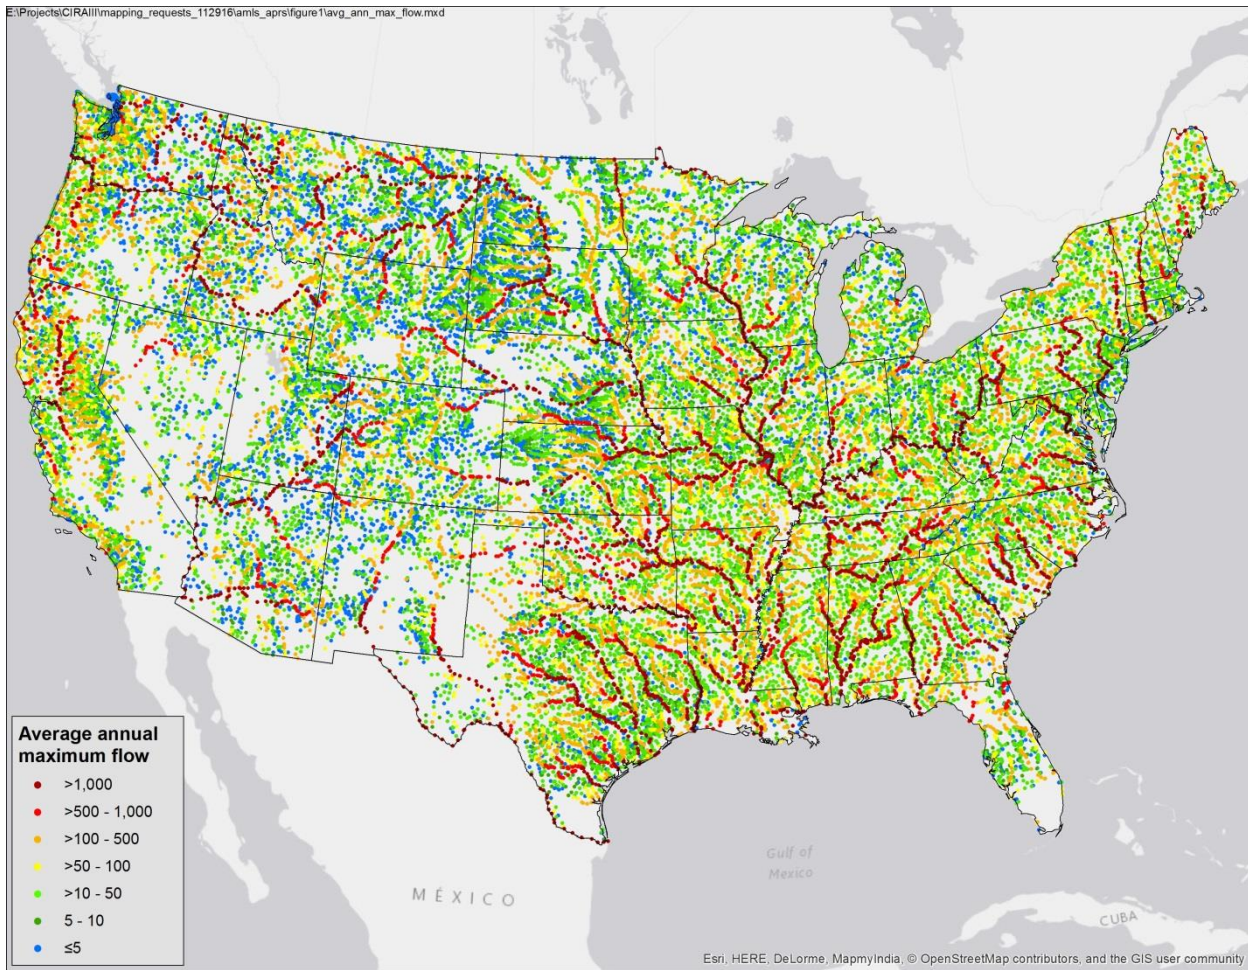 E:\Projects\CIRAIII\mapping_requests_112916\amls_aprs\figure1\avg_ann_max_flow.mxd
Average annual
maximum flow
>1,000
>500 - 1,000
>100 - 500
>50 - 100
>10 - 50
5 - 10
≤5
Gulf of
Mexico
MÉXICO
CUBA
Esri, HERE, DeLorme, MapmyIndia, © OpenStreetMap contributors, and the GIS user community